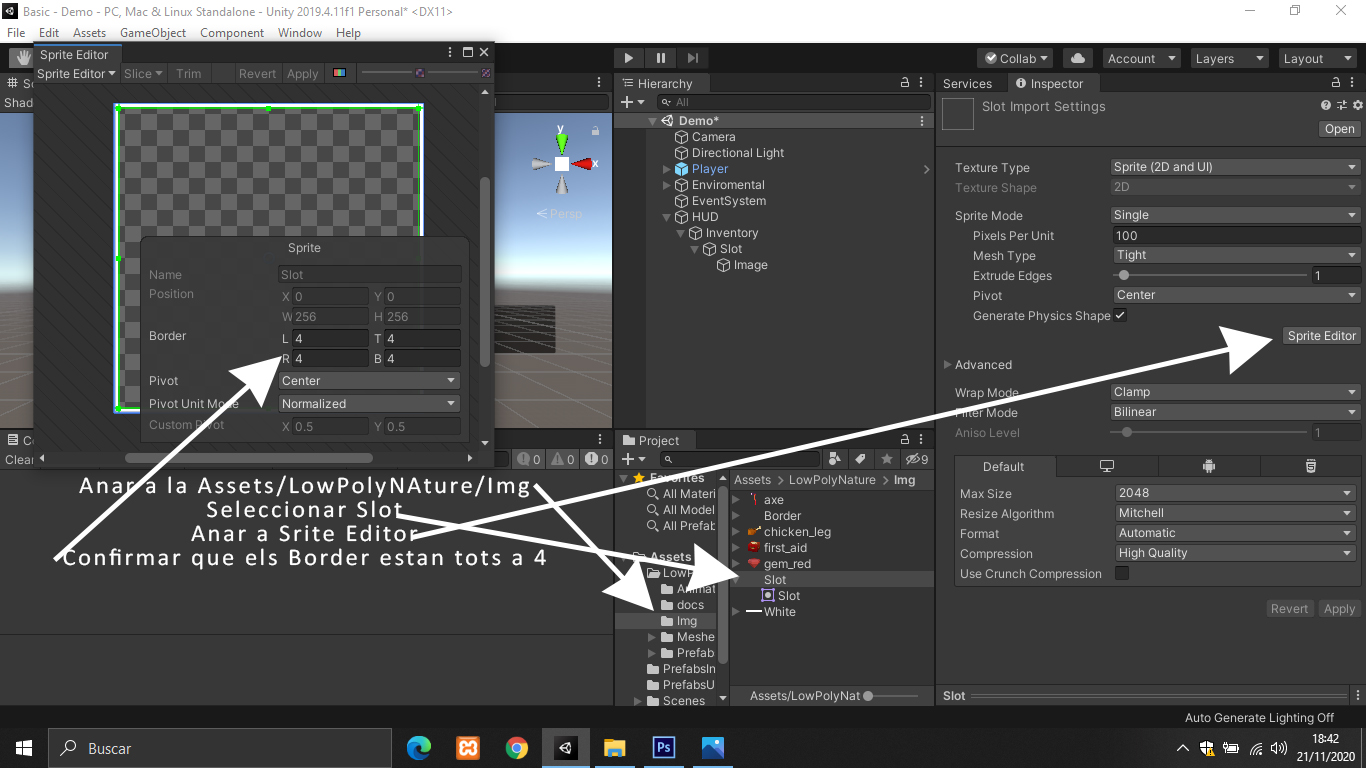 Basic - Demo - PC, Mac & Linux Standalone - Unity 2019.4.11f1 Personal* <DX11>
File Edit Assets GameObject Component Window Help
Collab Account Layers Layout
Sprite Editor
Sprite Editor Slice Trim Revert Apply
Shad
y
x
Persp
Sprite
Name Slot
Position X 0 Y 0
W 256 H 256
Border L 4 T 4
R 4 B 4
Pivot Center
Pivot Unit Mode Normalized
Custom Pivot X 0.5 Y 0.5
Clear
0 0 0
Anar a la Assets/LowPolyNAture/Img
Seleccionar Slot
Anar a Srite Editor
Confirmar que els Border estan tots a 4
Hierarchy
All
Demo*
Camera
Directional Light
Player
Enviromental
EventSystem
HUD
Inventory
Slot
Image
Project
9
Favorites
All Materi
All Model
All Prefab
Assets
LowP
Animat
docs
Img
Meshe
Prefab
PrefabsIn
PrefabsU
Scenes
Assets LowPolyNature Img
axe
Border
chicken_leg
first_aid
gem_red
Slot
Slot
White
Assets/LowPolyNat
Services Inspector
Slot Import Settings
Open
Texture Type Sprite (2D and UI)
Texture Shape 2D
Sprite Mode Single
Pixels Per Unit 100
Mesh Type Tight
Extrude Edges 1
Pivot Center
Generate Physics Shape
Sprite Editor
Advanced
Wrap Mode Clamp
Filter Mode Bilinear
Aniso Level 1
Default
Max Size 2048
Resize Algorithm Mitchell
Format Automatic
Compression High Quality
Use Crunch Compression
Revert Apply
Slot
Auto Generate Lighting Off
Buscar
Ps
18:42
21/11/2020